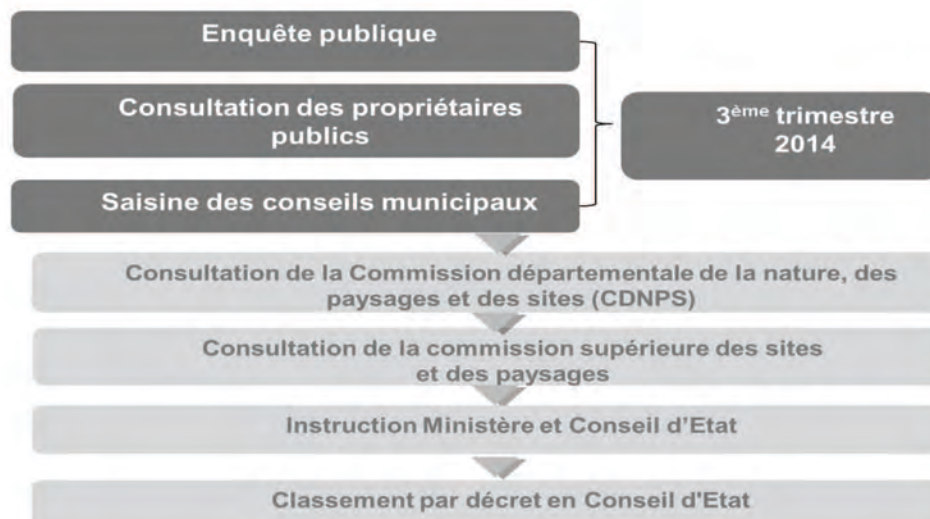 Enquête publique
Consultation des propriétaires
publics
Saisine des conseils municipaux
3ème trimestre
2014
Consultation de la Commission départementale de la nature, des
paysages et des sites (CDNPS)
Consultation de la commission supérieure des sites
et des paysages
Instruction Ministère et Conseil d'Etat
Classement par décret en Conseil d'Etat